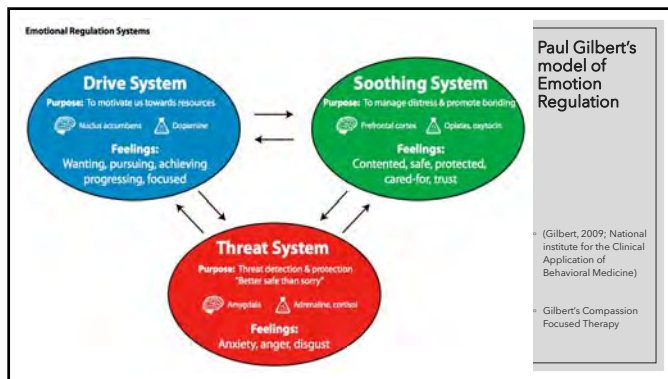 Emotional Regulation Systems
Drive System
Purpose: To motivate us towards resources
Nuclus accumbens
Dopamine
Feelings:
Wanting, pursuing, achieving
progressing, focused
Soothing System
Purpose: To manage distress & promote bonding
Prefrontal cortex
Opiates, oxytocin
Feelings:
Contented, safe, protected,
cared-for, trust
Threat System
Purpose: Threat detection & protection
"Better safe than sorry"
Amygdala
Adrenaline, cortisol
Feelings:
Anxiety, anger, disgust
Paul Gilbert's
model of
Emotion
Regulation
(Gilbert, 2009; National
institute for the Clinical
Application of
Behavioral Medicine)
Gilbert's Compassion
Focused Therapy